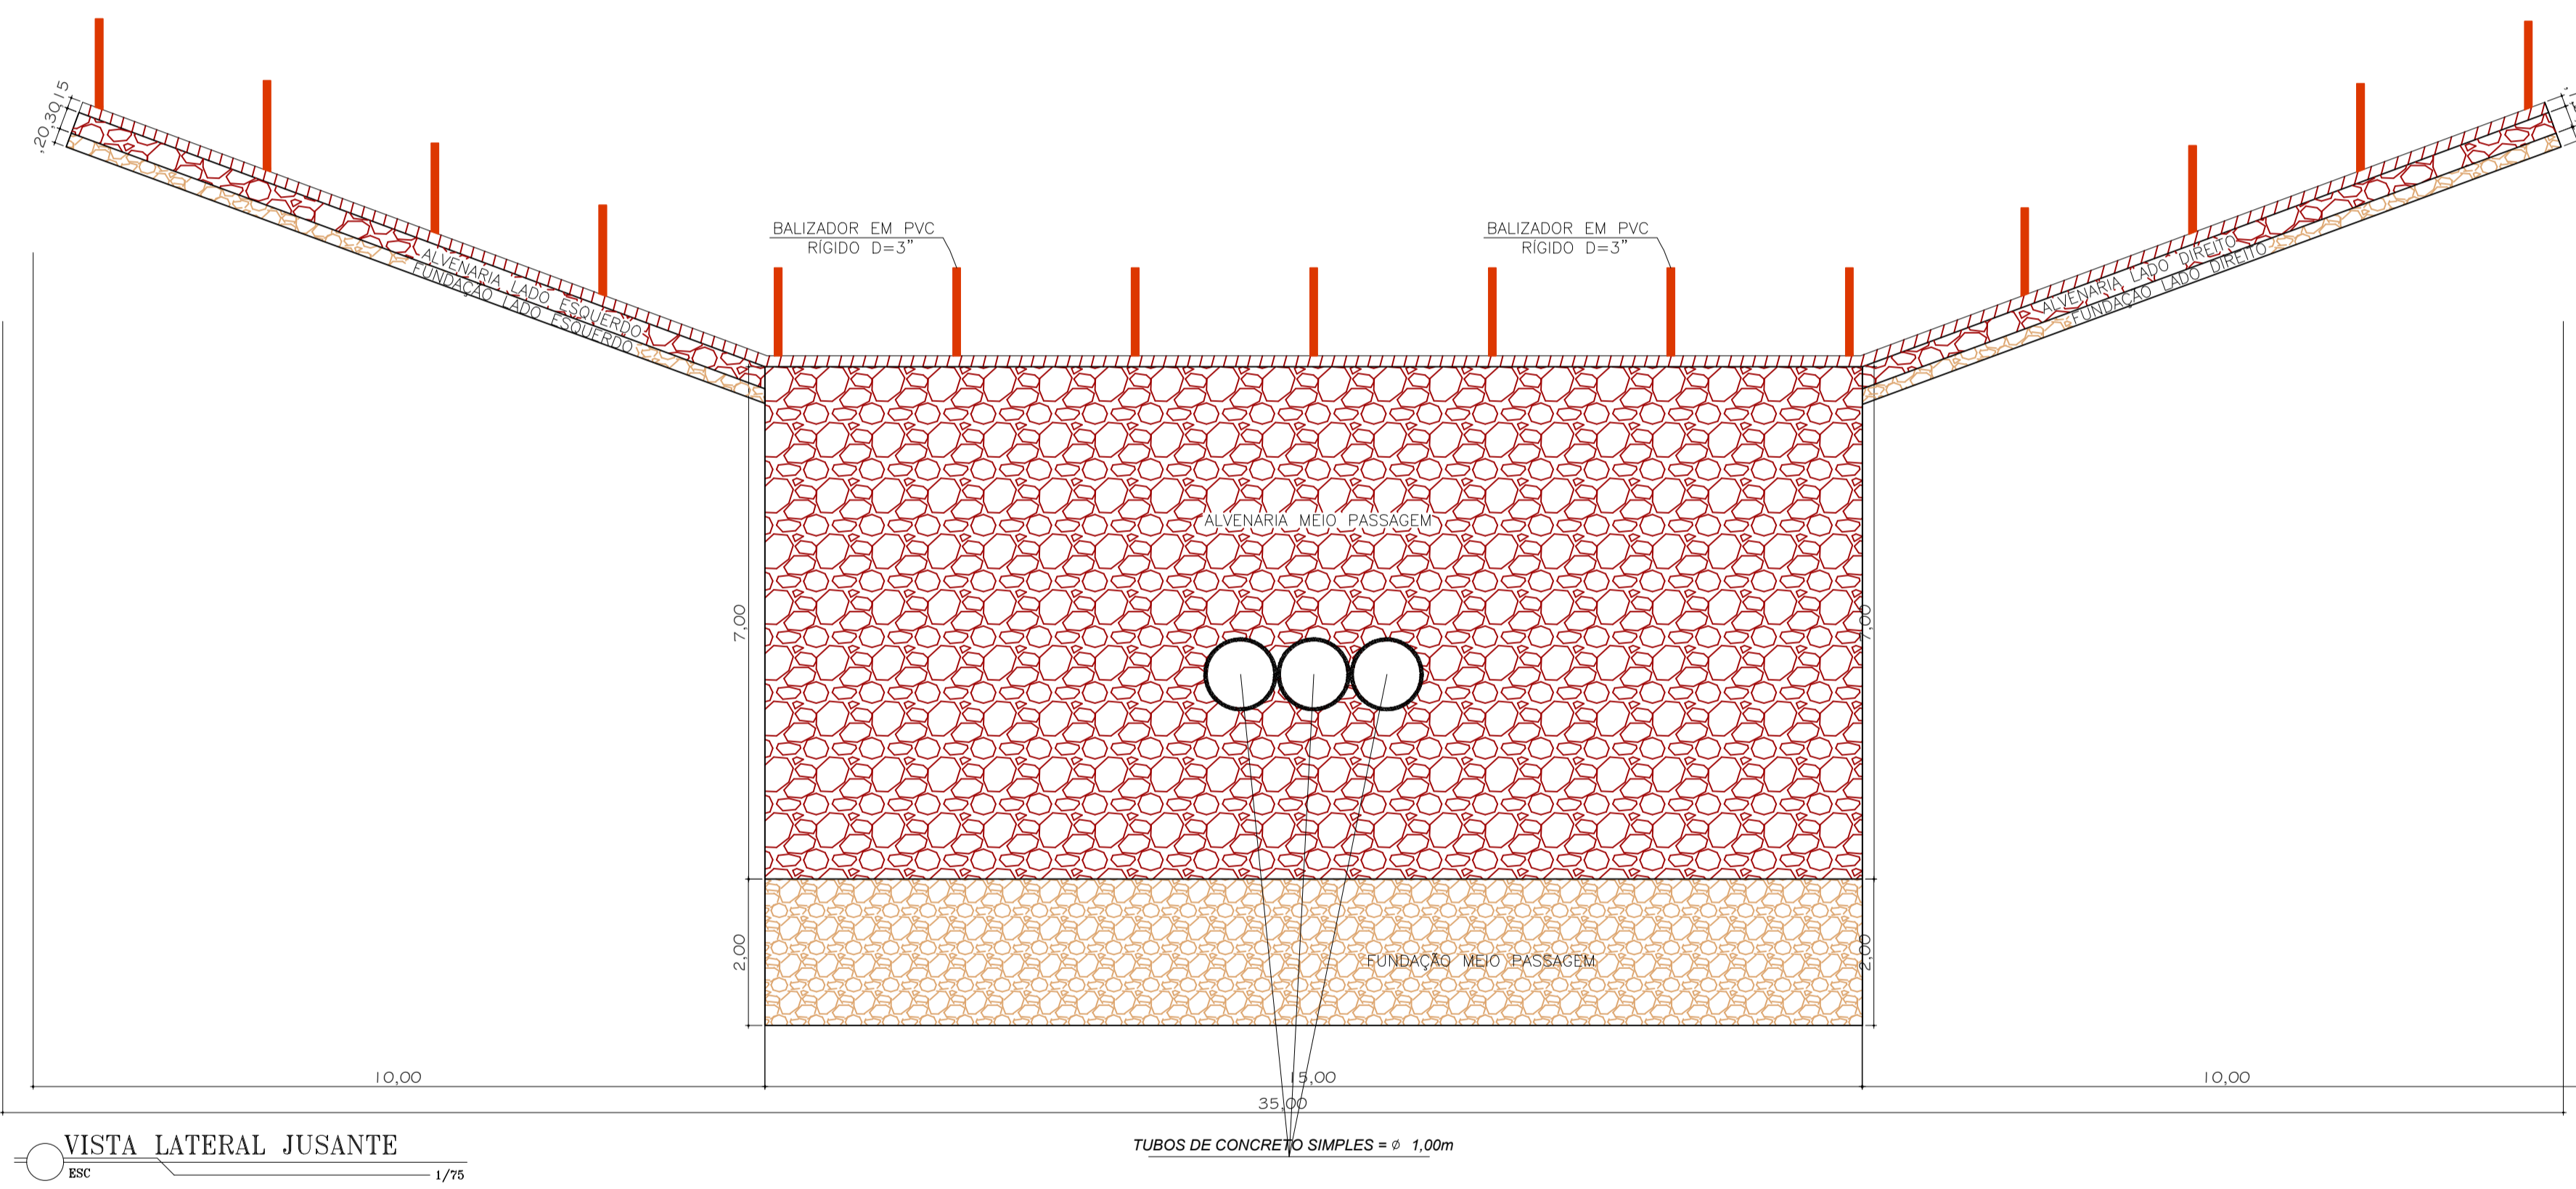 ,20,30,15
BALIZADOR EM PVC
RÍGIDO D=3"
BALIZADOR EM PVC
RÍGIDO D=3"
ALVENARIA LADO ESQUERDO
FUNDAÇÃO LADO ESQUERDO
ALVENARIA LADO DIREITO
FUNDAÇÃO LADO DIREITO
ALVENARIA MEIO PASSAGEM
7,00
7,00
2,00
FUNDAÇÃO MEIO PASSAGEM
2,00
10,00
15,00
10,00
35,00
VISTA LATERAL JUSANTE
ESC
1/75
TUBOS DE CONCRETO SIMPLES = ⌀ 1,00m